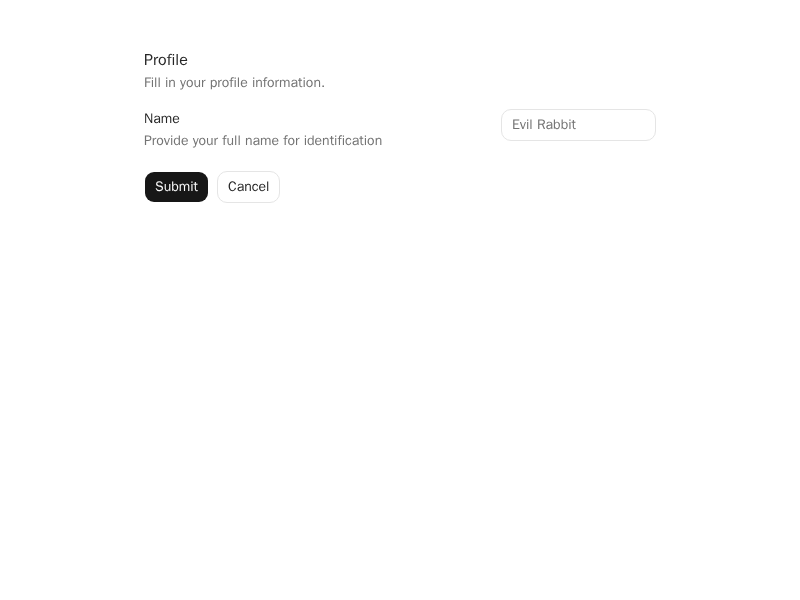 Profile
Fill in your profile information.
Name
Evil Rabbit
Provide your full name for identification
Submit
Cancel